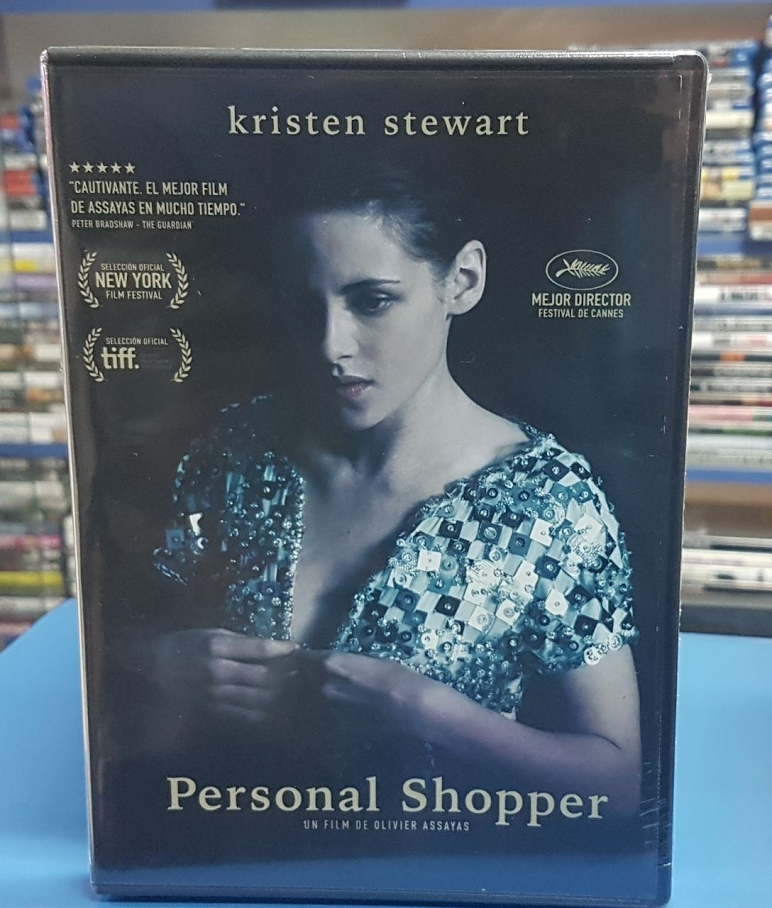 kristen stewart
★★★★★
"CAUTIVANTE. EL MEJOR FILM
DE ASSAYAS EN MUCHO TIEMPO."
PETER BRADSHAW - THE GUARDIAN
SELECCIÓN OFICIAL
NEW YORK
FILM FESTIVAL
SELECCIÓN OFICIAL
tiff.
MEJOR DIRECTOR
FESTIVAL DE CANNES
Personal Shopper
UN FILM DE OLIVIER ASSAYAS